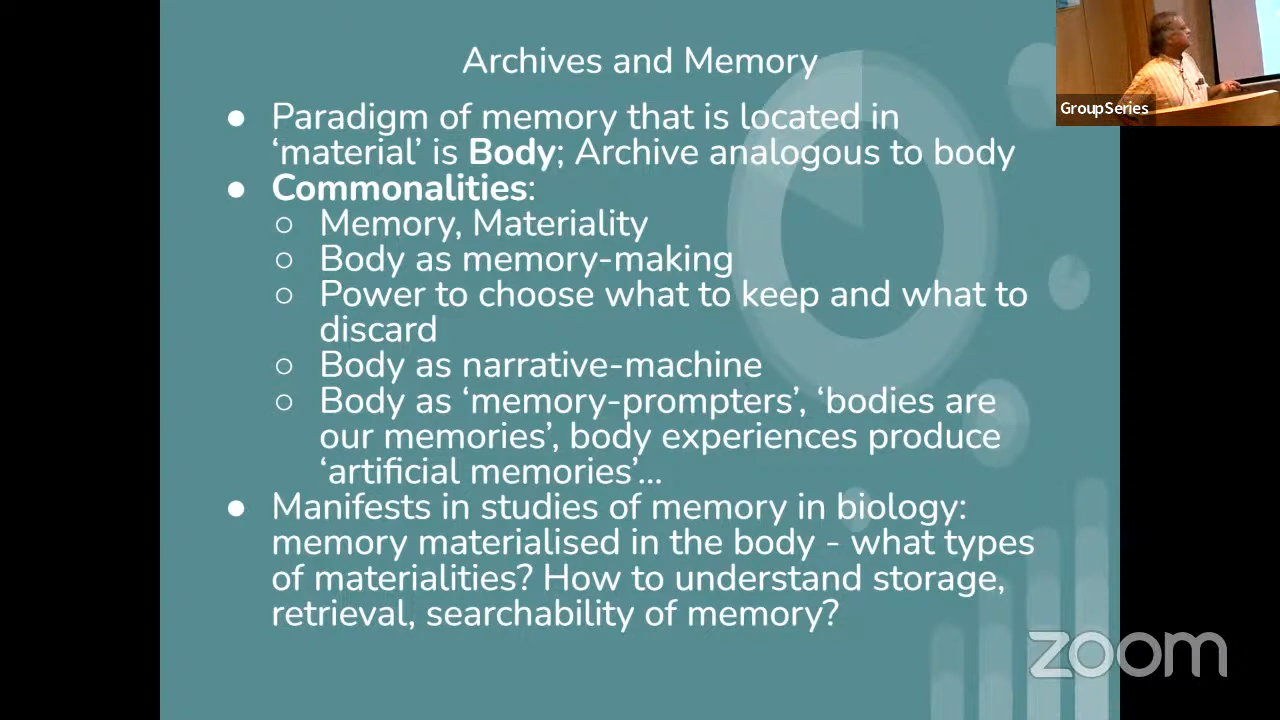 Archives and Memory
● Paradigm of memory that is located in
‘material’ is Body; Archive analogous to body
● Commonalities:
○ Memory, Materiality
○ Body as memory-making
○ Power to choose what to keep and what to
discard
○ Body as narrative-machine
○ Body as ‘memory-prompters’, ‘bodies are
our memories’, body experiences produce
‘artificial memories’...
● Manifests in studies of memory in biology:
memory materialised in the body - what types
of materialities? How to understand storage,
retrieval, searchability of memory?
GroupSeries
zoom